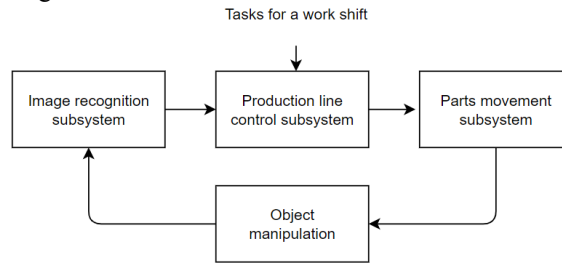 Tasks for a work shift
Image recognition
subsystem
Production line
control subsystem
Parts movement
subsystem
Object
manipulation